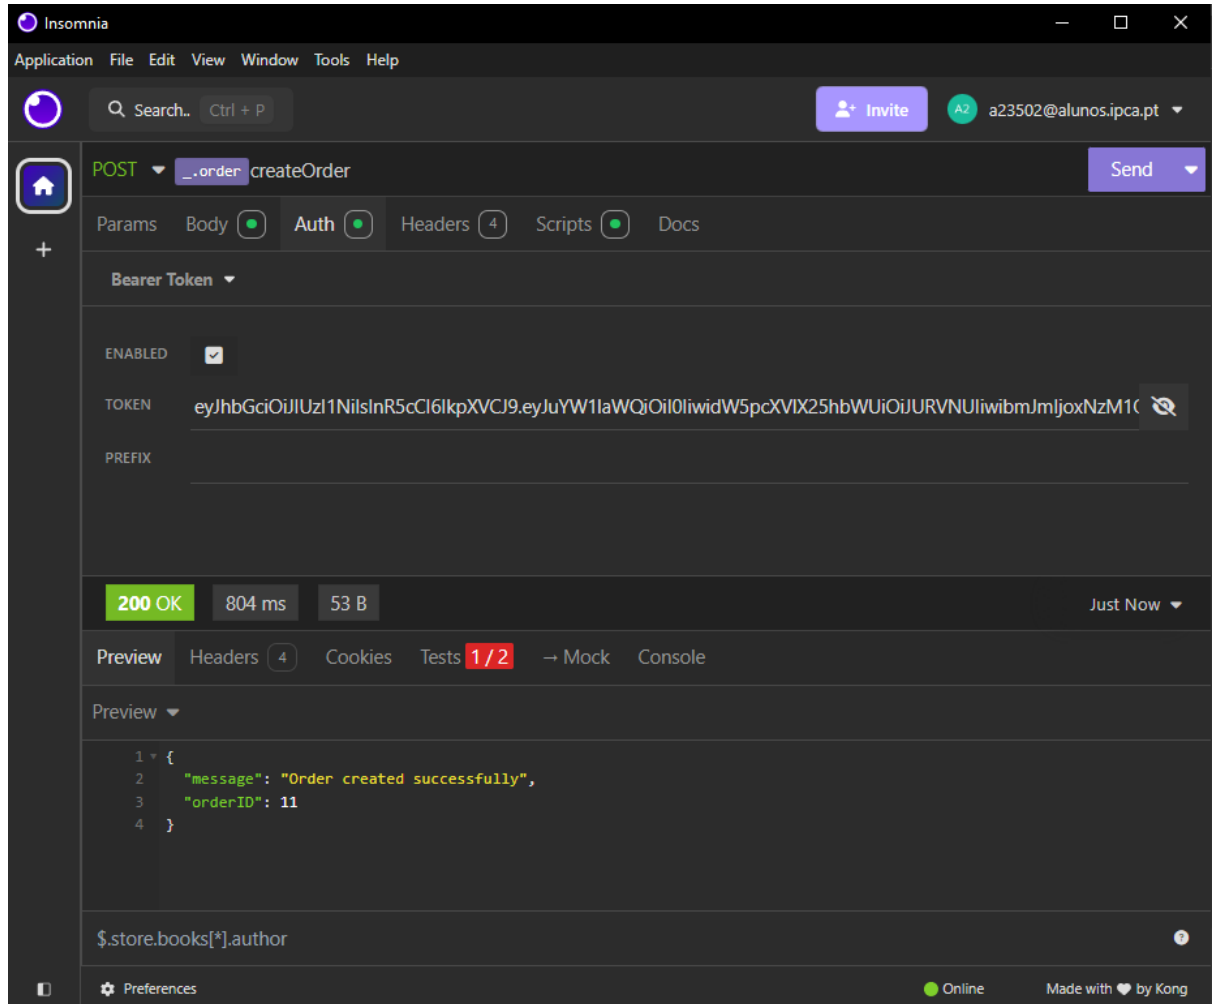 Insomnia
Application File Edit View Window Tools Help
Search.. Ctrl + P Invite A2 a23502@alunos.ipca.pt
POST _.order createOrder Send
Params Body Auth Headers 4 Scripts Docs
Bearer Token
ENABLED
TOKEN
PREFIX
200 OK 804 ms 53 B Just Now
Preview Headers 4 Cookies Tests 1 / 2 → Mock Console
Preview
1 {
2 "message": "Order created successfully",
3 "orderID": 11
4 }
$.store.books[*].author ?
Preferences Online Made with ♥ by Kong